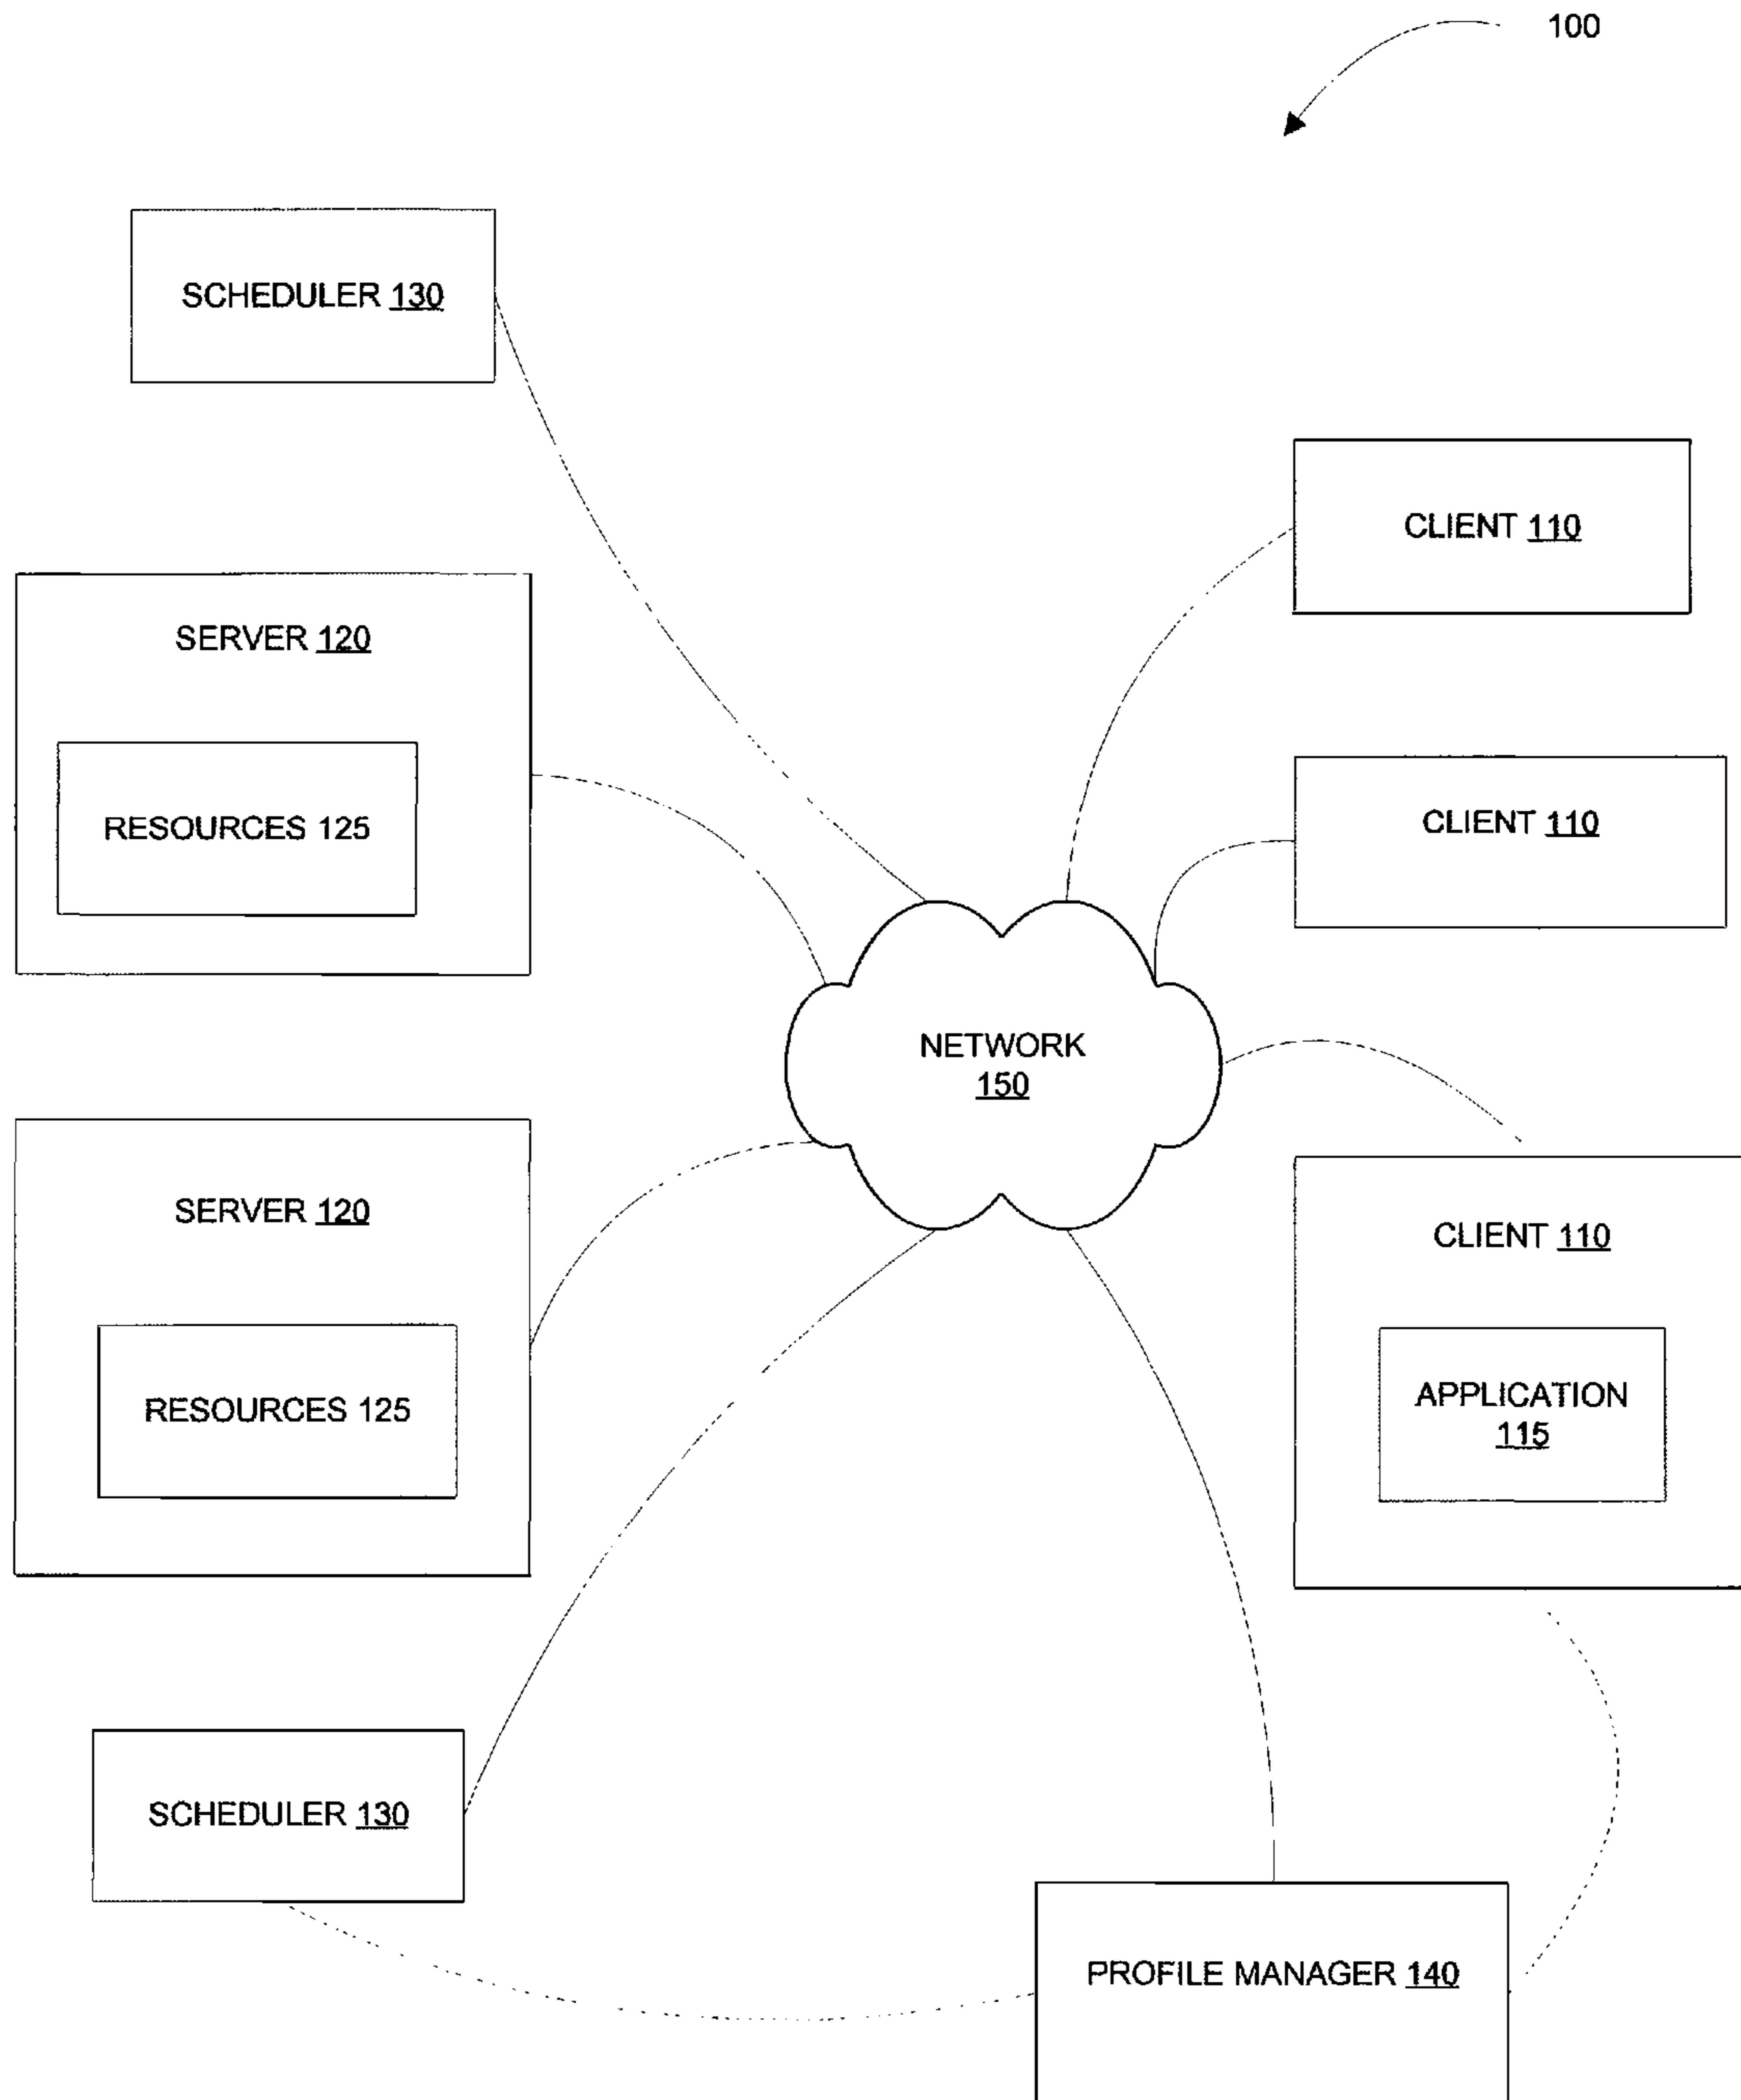 100
SCHEDULER 130
CLIENT 110
SERVER 120
RESOURCES 125
CLIENT 110
NETWORK
150
SERVER 120
RESOURCES 125
CLIENT 110
APPLICATION
115
SCHEDULER 130
PROFILE MANAGER 140